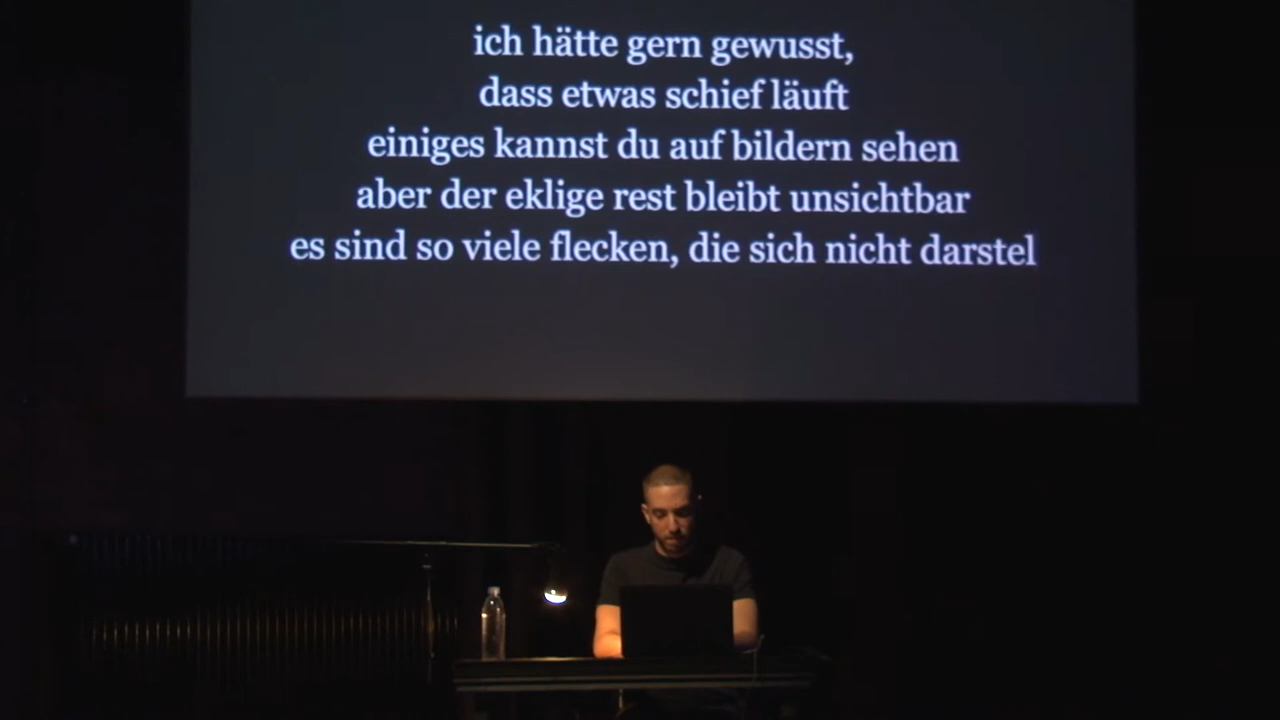 ich hätte gern gewusst,
dass etwas schief läuft
einiges kannst du auf bildern sehen
aber der eklige rest bleibt unsichtbar
es sind so viele flecken, die sich nicht darstel